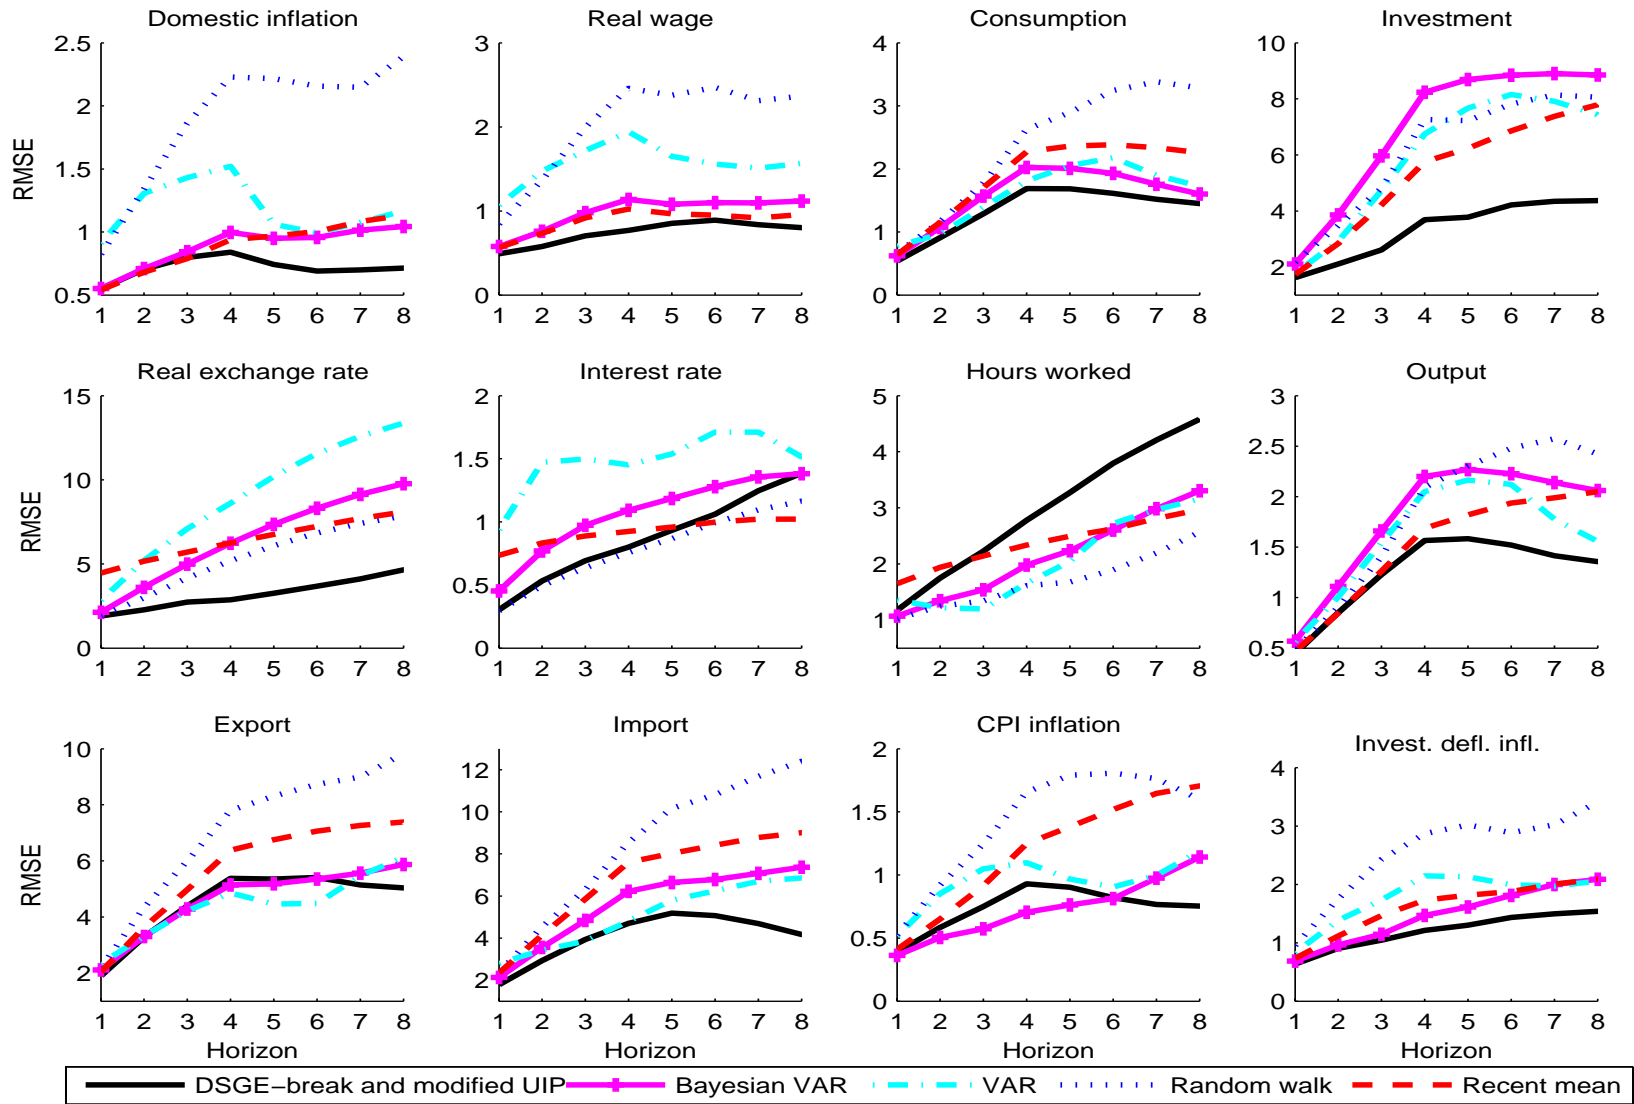 Domestic inflation Real wage Consumption Investment
2.5 3 4 10
2 3 8
RMSE 1.5 2 2 6
1 1 1 4
0.5 0 0 2
1 2 3 4 5 6 7 8 1 2 3 4 5 6 7 8 1 2 3 4 5 6 7 8 1 2 3 4 5 6 7 8
Real exchange rate Interest rate Hours worked Output
15 2 5 3
10 1.5 4 2.5
RMSE 1 3 2
5 0.5 2 1.5
0 0 1 1
0.5
1 2 3 4 5 6 7 8 1 2 3 4 5 6 7 8 1 2 3 4 5 6 7 8 1 2 3 4 5 6 7 8
Export Import CPI inflation Invest. defl. infl.
10 12 2 4
8 10 1.5 3
RMSE 6 8 1 2
4 6 0.5 1
2 4 0 0
2
1 2 3 4 5 6 7 8 1 2 3 4 5 6 7 8 1 2 3 4 5 6 7 8 1 2 3 4 5 6 7 8
Horizon Horizon Horizon Horizon
DSGE−break and modified UIP Bayesian VAR VAR Random walk Recent mean